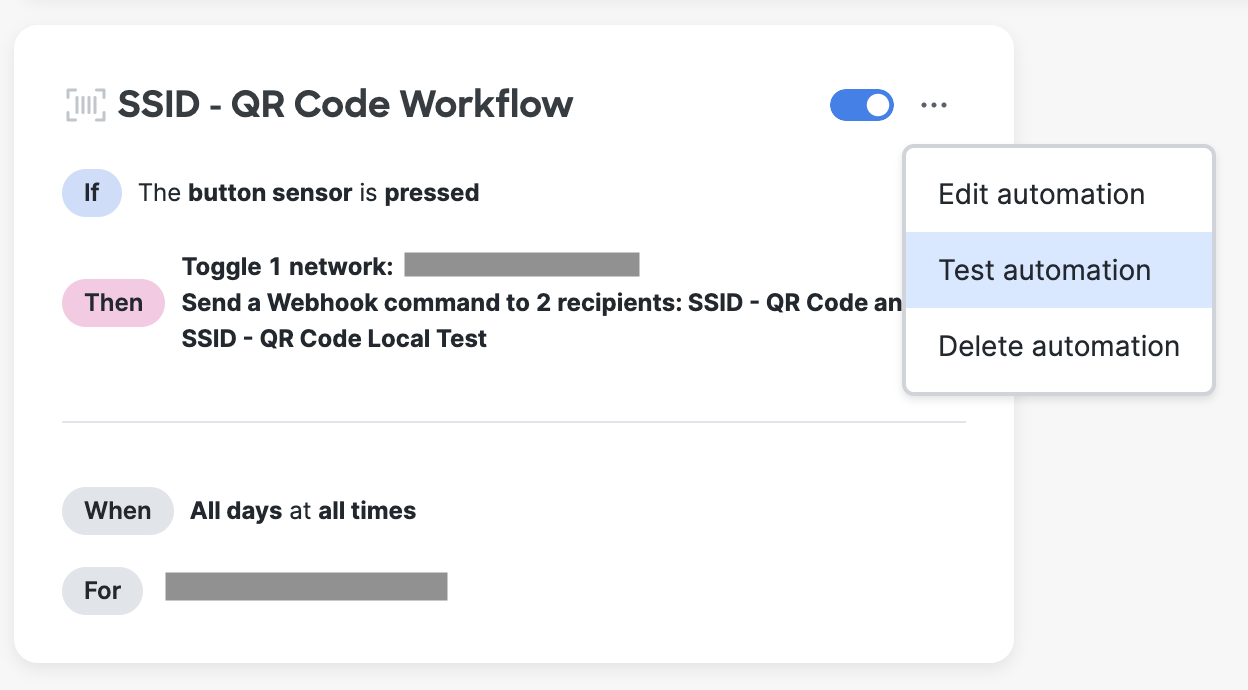 SSID - QR Code Workflow
If The button sensor is pressed
Toggle 1 network:
Then Send a Webhook command to 2 recipients: SSID - QR Code an
SSID - QR Code Local Test
Edit automation
Test automation
Delete automation
When All days at all times
For